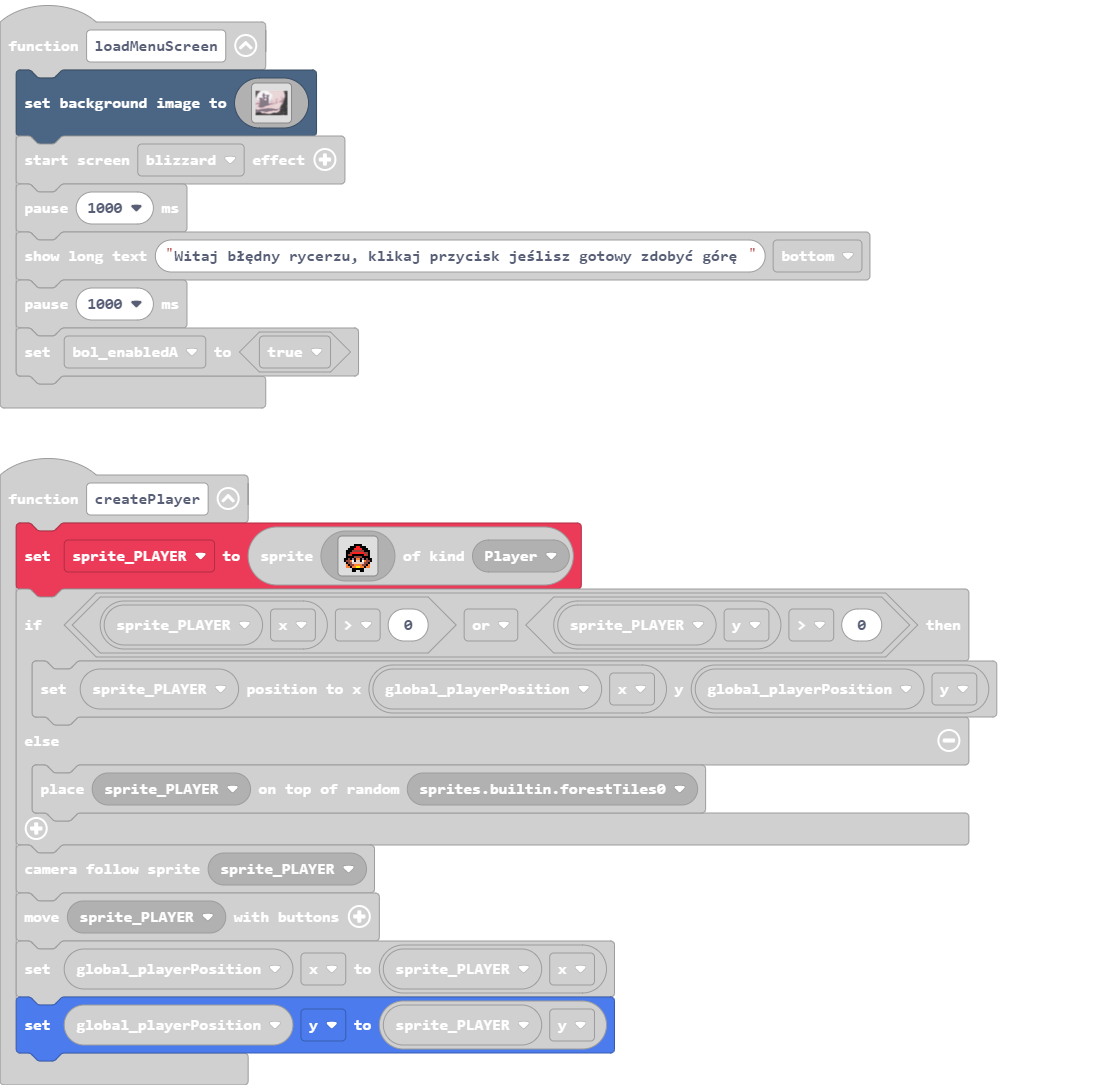 function loadMenuScreen
set background image to
start screen blizzard effect
pause 1000 ms
show long text "Witaj błędny rycerzu, klikaj przycisk jeślisz gotowy zdobyć górę " bottom
pause 1000 ms
set bol_enabledA to true
function createPlayer
set sprite_PLAYER to sprite of kind Player
if sprite_PLAYER x > 0 or sprite_PLAYER y > 0 then
set sprite_PLAYER position to x global_playerPosition x y global_playerPosition y
else
place sprite_PLAYER on top of random sprites.builtin.forestTiles0
camera follow sprite sprite_PLAYER
move sprite_PLAYER with buttons
set global_playerPosition x to sprite_PLAYER x
set global_playerPosition y to sprite_PLAYER y